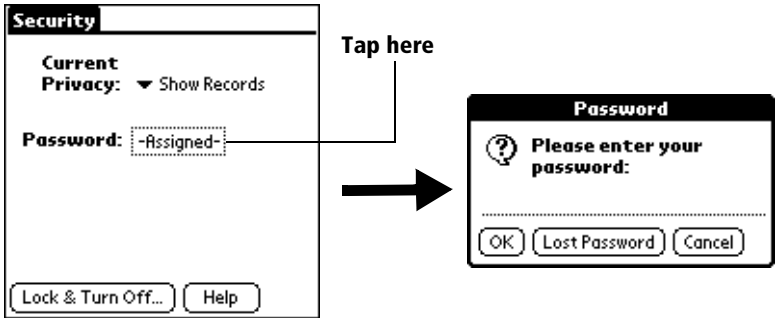 Security
Current
Privacy: Show Records
Password: -Assigned-
Lock & Turn Off... Help
Tap here
Password
Please enter your
password:
OK Lost Password Cancel